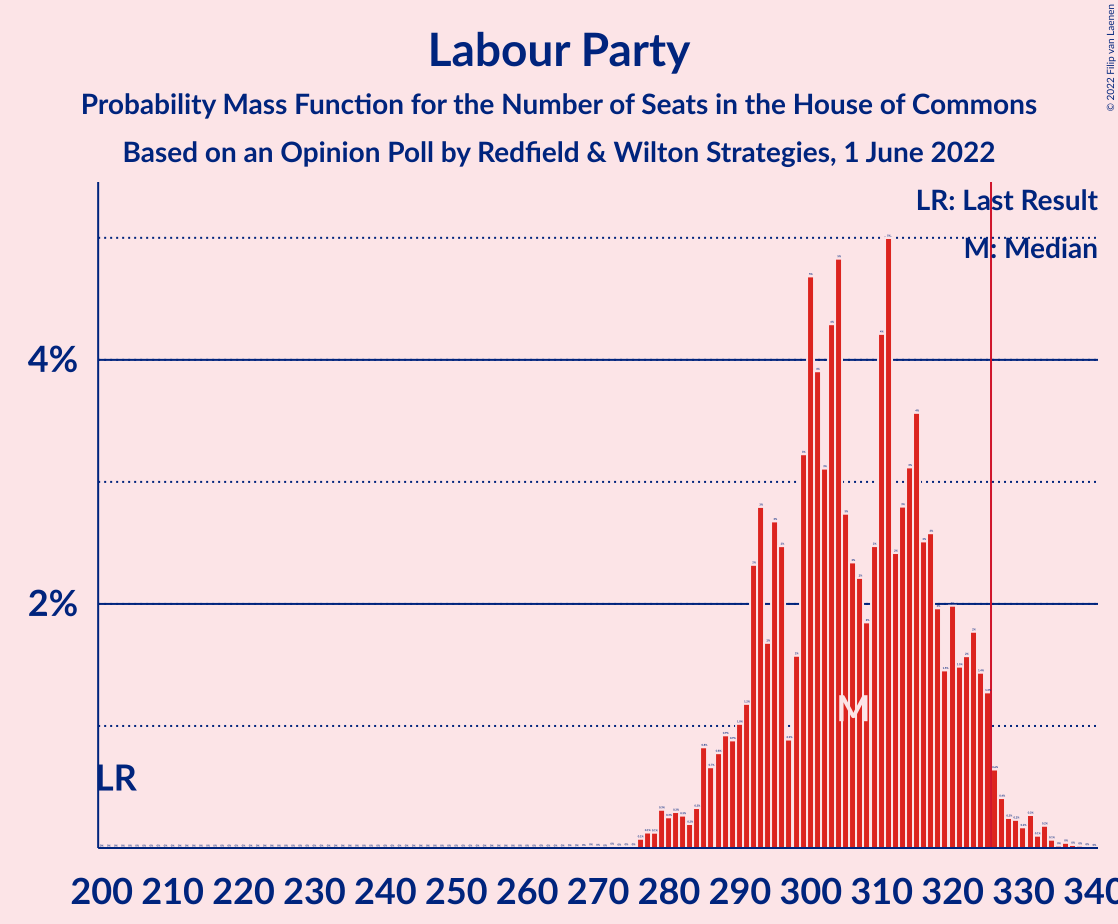 Labour Party
Probability Mass Function for the Number of Seats in the House of Commons
Based on an Opinion Poll by Redfield & Wilton Strategies, 1 June 2022
© 2022 Filip van Laenen
LR: Last Result
M: Median
4%
2%
M
LR
200 210 220 230 240 250 260 270 280 290 300 310 320 330 340